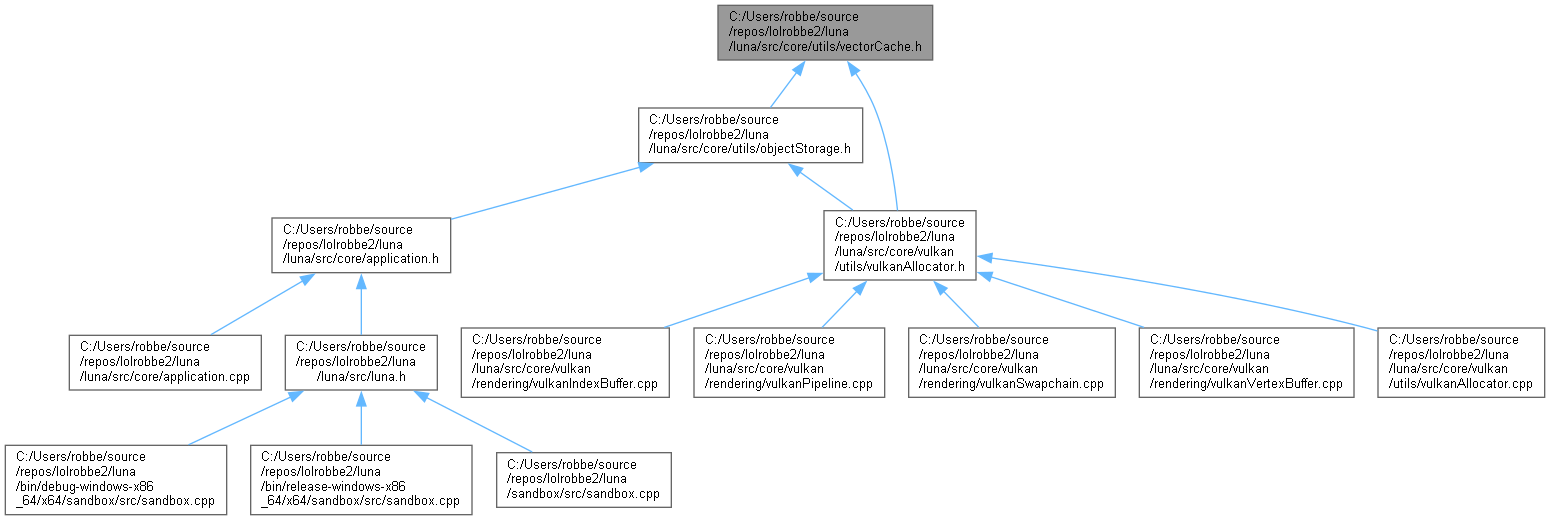 C:/Users/robbe/source
/repos/lolrobbe2/luna
/luna/src/core/utils/vectorCache.h
C:/Users/robbe/source
/repos/lolrobbe2/luna
/luna/src/core/utils/objectStorage.h
C:/Users/robbe/source
/repos/lolrobbe2/luna
/luna/src/core/application.h
C:/Users/robbe/source
/repos/lolrobbe2/luna
/luna/src/core/vulkan
/utils/vulkanAllocator.h
C:/Users/robbe/source
/repos/lolrobbe2/luna
/luna/src/core/application.cpp
C:/Users/robbe/source
/repos/lolrobbe2/luna
/luna/src/luna.h
C:/Users/robbe/source
/repos/lolrobbe2/luna
/luna/src/core/vulkan
/rendering/vulkanIndexBuffer.cpp
C:/Users/robbe/source
/repos/lolrobbe2/luna
/luna/src/core/vulkan
/rendering/vulkanPipeline.cpp
C:/Users/robbe/source
/repos/lolrobbe2/luna
/luna/src/core/vulkan
/rendering/vulkanSwapchain.cpp
C:/Users/robbe/source
/repos/lolrobbe2/luna
/luna/src/core/vulkan
/rendering/vulkanVertexBuffer.cpp
C:/Users/robbe/source
/repos/lolrobbe2/luna
/luna/src/core/vulkan
/utils/vulkanAllocator.cpp
C:/Users/robbe/source
/repos/lolrobbe2/luna
/bin/debug-windows-x86
_64/x64/sandbox/src/sandbox.cpp
C:/Users/robbe/source
/repos/lolrobbe2/luna
/bin/release-windows-x86
_64/x64/sandbox/src/sandbox.cpp
C:/Users/robbe/source
/repos/lolrobbe2/luna
/sandbox/src/sandbox.cpp